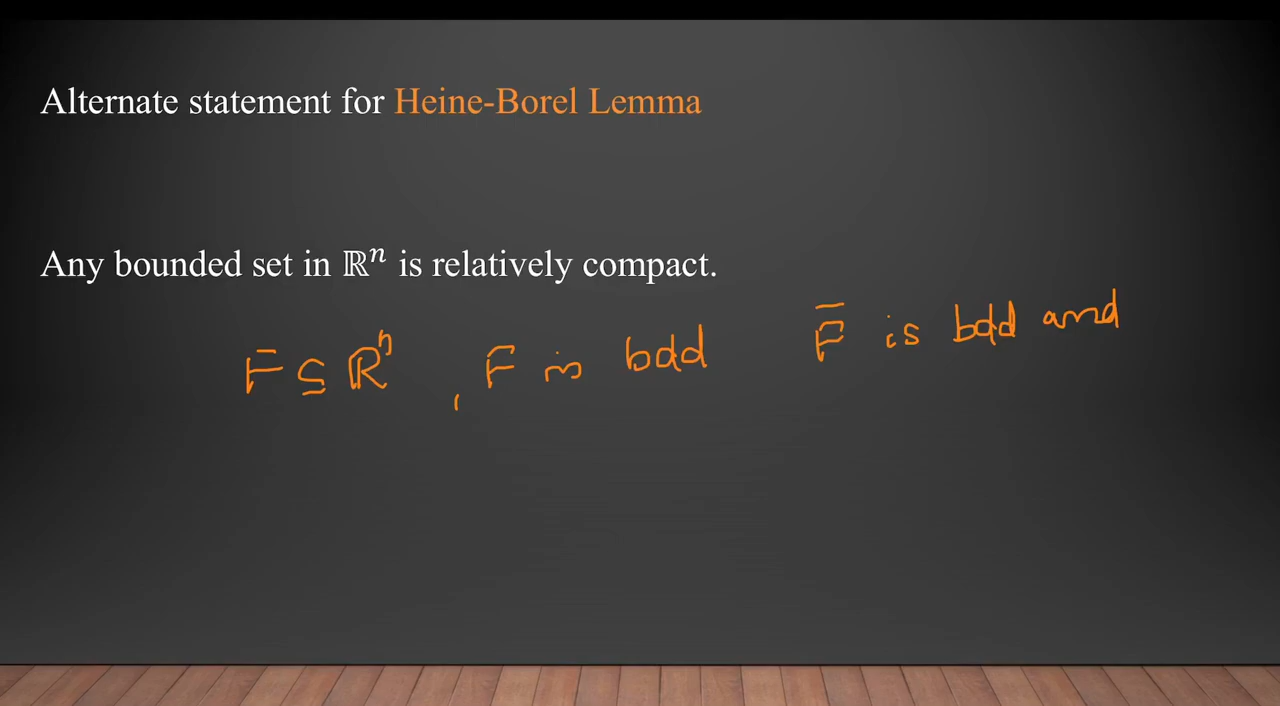 Alternate statement for Heine-Borel Lemma
Any bounded set in ℝⁿ is relatively compact.
F ⊆ ℝⁿ , F is bdd F̅ is bdd and